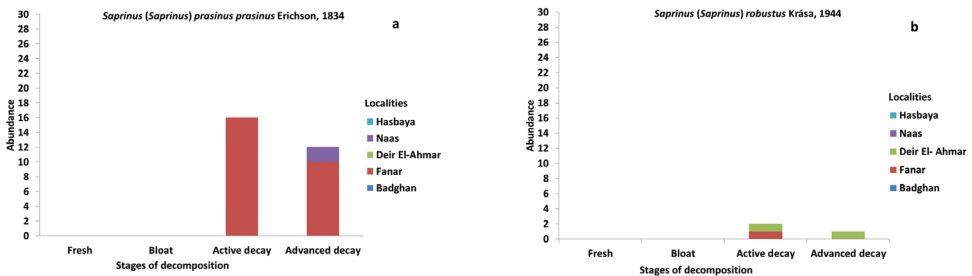 Saprinus (Saprinus) prasinus prasinus Erichson, 1834
a
Abundance
30
28
26
24
22
20
18
16
14
12
10
8
6
4
2
0
Fresh Bloat Active decay Advanced decay
Stages of decomposition
Localities
Hasbaya
Naas
Deir El-Ahmar
Fanar
Badghan
Saprinus (Saprinus) robustus Krása, 1944
b
Abundance
30
28
26
24
22
20
18
16
14
12
10
8
6
4
2
0
Fresh Bloat Active decay Advanced decay
Stages of decomposition
Localities
Hasbaya
Naas
Deir El- Ahmar
Fanar
Badghan